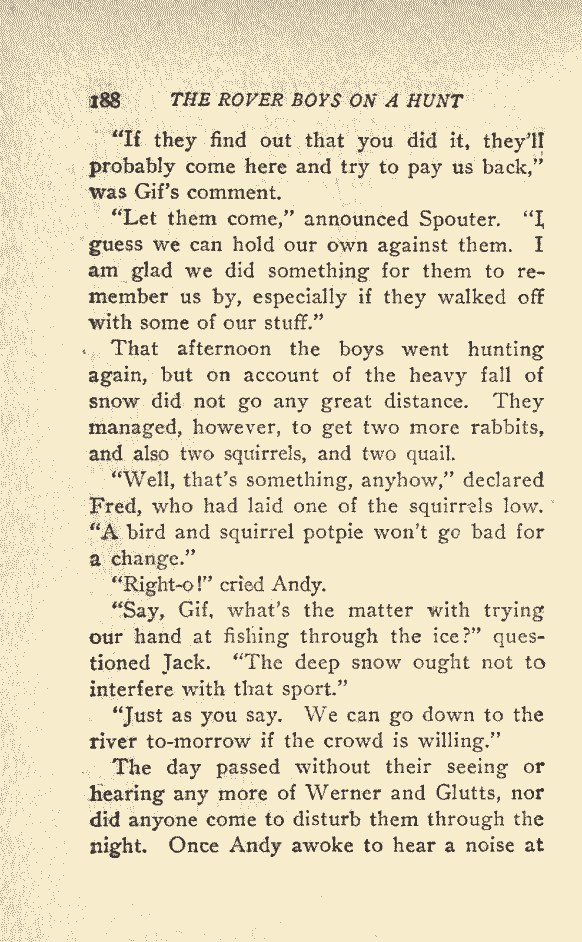 188 THE ROVER BOYS ON A HUNT
“If they find out that you did it, they’ll
probably come here and try to pay us back,”
was Gif’s comment.
“Let them come,” announced Spouter. “I
guess we can hold our own against them. I
am glad we did something for them to re-
member us by, especially if they walked off
with some of our stuff.”
That afternoon the boys went hunting
again, but on account of the heavy fall of
snow did not go any great distance. They
managed, however, to get two more rabbits,
and also two squirrels, and two quail.
“Well, that’s something, anyhow,” declared
Fred, who had laid one of the squirrels low.
“A bird and squirrel potpie won’t go bad for
a change.”
“Right-o!” cried Andy.
“Say, Gif, what’s the matter with trying
our hand at fishing through the ice?” ques-
tioned Jack. “The deep snow ought not to
interfere with that sport.”
“Just as you say. We can go down to the
river to-morrow if the crowd is willing.”
The day passed without their seeing or
hearing any more of Werner and Glutts, nor
did anyone come to disturb them through the
night. Once Andy awoke to hear a noise at